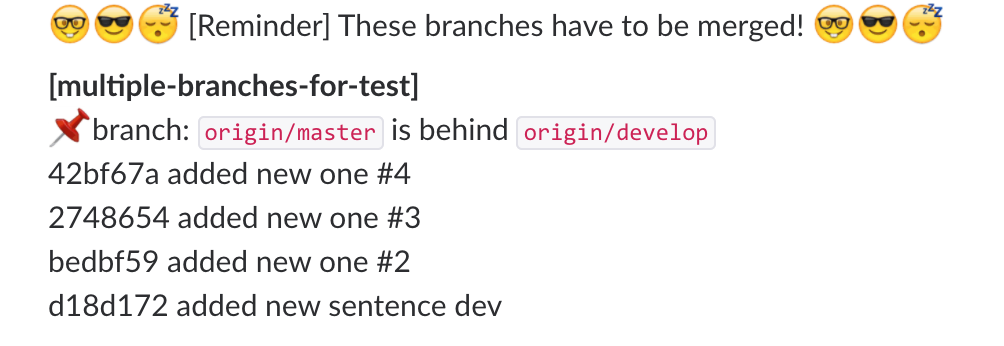 🤓😎😴 [Reminder] These branches have to be merged! 🤓😎😴
[multiple-branches-for-test]
📌branch: origin/master is behind origin/develop
42bf67a added new one #4
2748654 added new one #3
bedbf59 added new one #2
d18d172 added new sentence dev